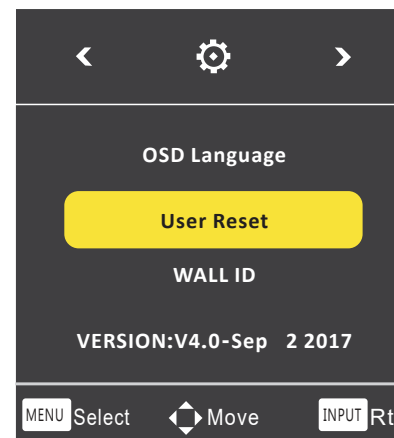 OSD Language
User Reset
WALL ID
VERSION:V4.0-Sep 2 2017
MENU Select Move INPUT Rt